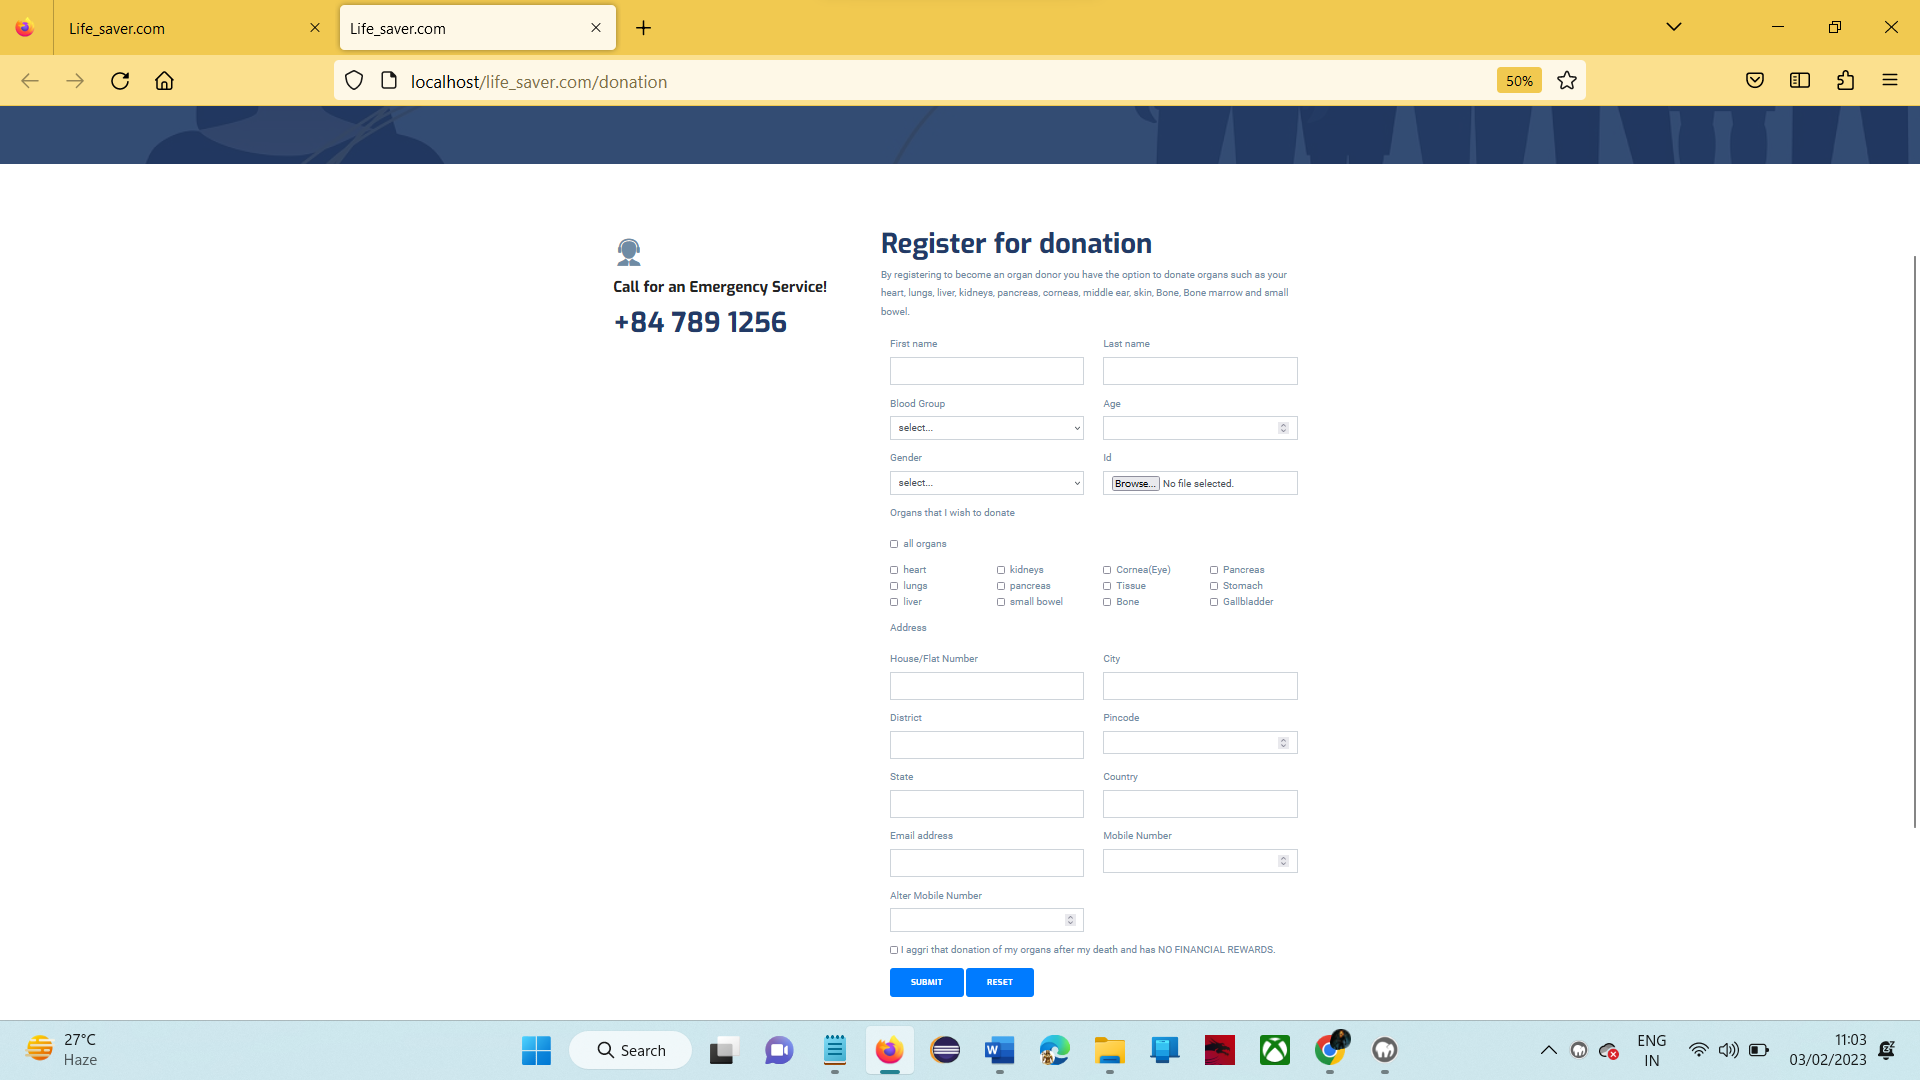 Life_saver.com
Life_saver.com
localhost/life_saver.com/donation
50%
Call for an Emergency Service!
+84 789 1256
Register for donation
By registering to become an organ donor you have the option to donate organs such as your
heart, lungs, liver, kidneys, pancreas, corneas, middle ear, skin, Bone, Bone marrow and small
bowel.
First name Last name
Blood Group Age
select...
Gender Id
select... Browse... No file selected.
Organs that I wish to donate
all organs
heart kidneys Cornea(Eye) Pancreas
lungs pancreas Tissue Stomach
liver small bowel Bone Gallbladder
Address
House/Flat Number City
District Pincode
State Country
Email address Mobile Number
Alter Mobile Number
I aggri that donation of my organs after my death and has NO FINANCIAL REWARDS.
SUBMIT RESET
27°C
Haze
Search
W
ENG
IN
11:03
03/02/2023